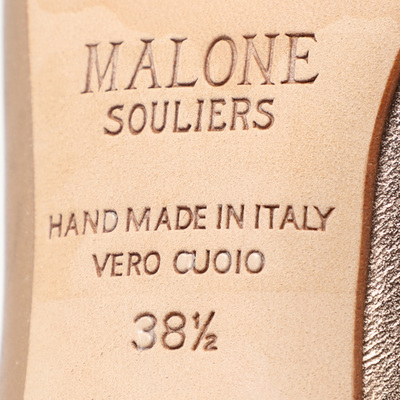 MALONE
SOULIERS
HAND MADE IN ITALY
VERO CUOIO
38½